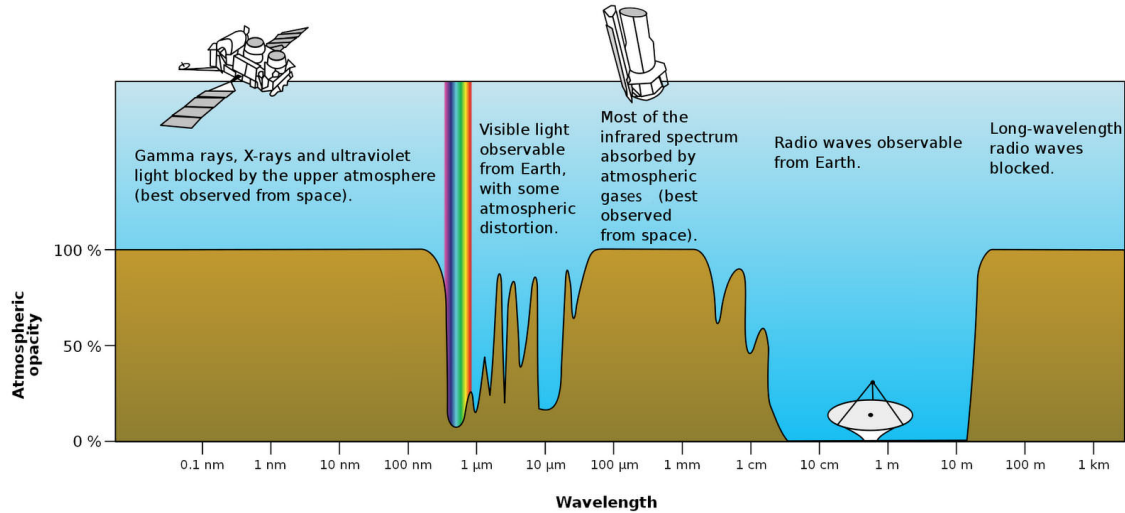 Gamma rays, X-rays and ultraviolet
light blocked by the upper atmosphere
(best observed from space).
Visible light
observable
from Earth,
with some
atmospheric
distortion.
Most of the
infrared spectrum
absorbed by
atmospheric
gases (best
observed
from space).
Radio waves observable
from Earth.
Long-wavelength
radio waves
blocked.
Atmospheric
opacity
100 %
50 %
0 %
0.1 nm
1 nm
10 nm
100 nm
1 μm
10 μm
100 μm
1 mm
1 cm
10 cm
1 m
10 m
100 m
1 km
Wavelength